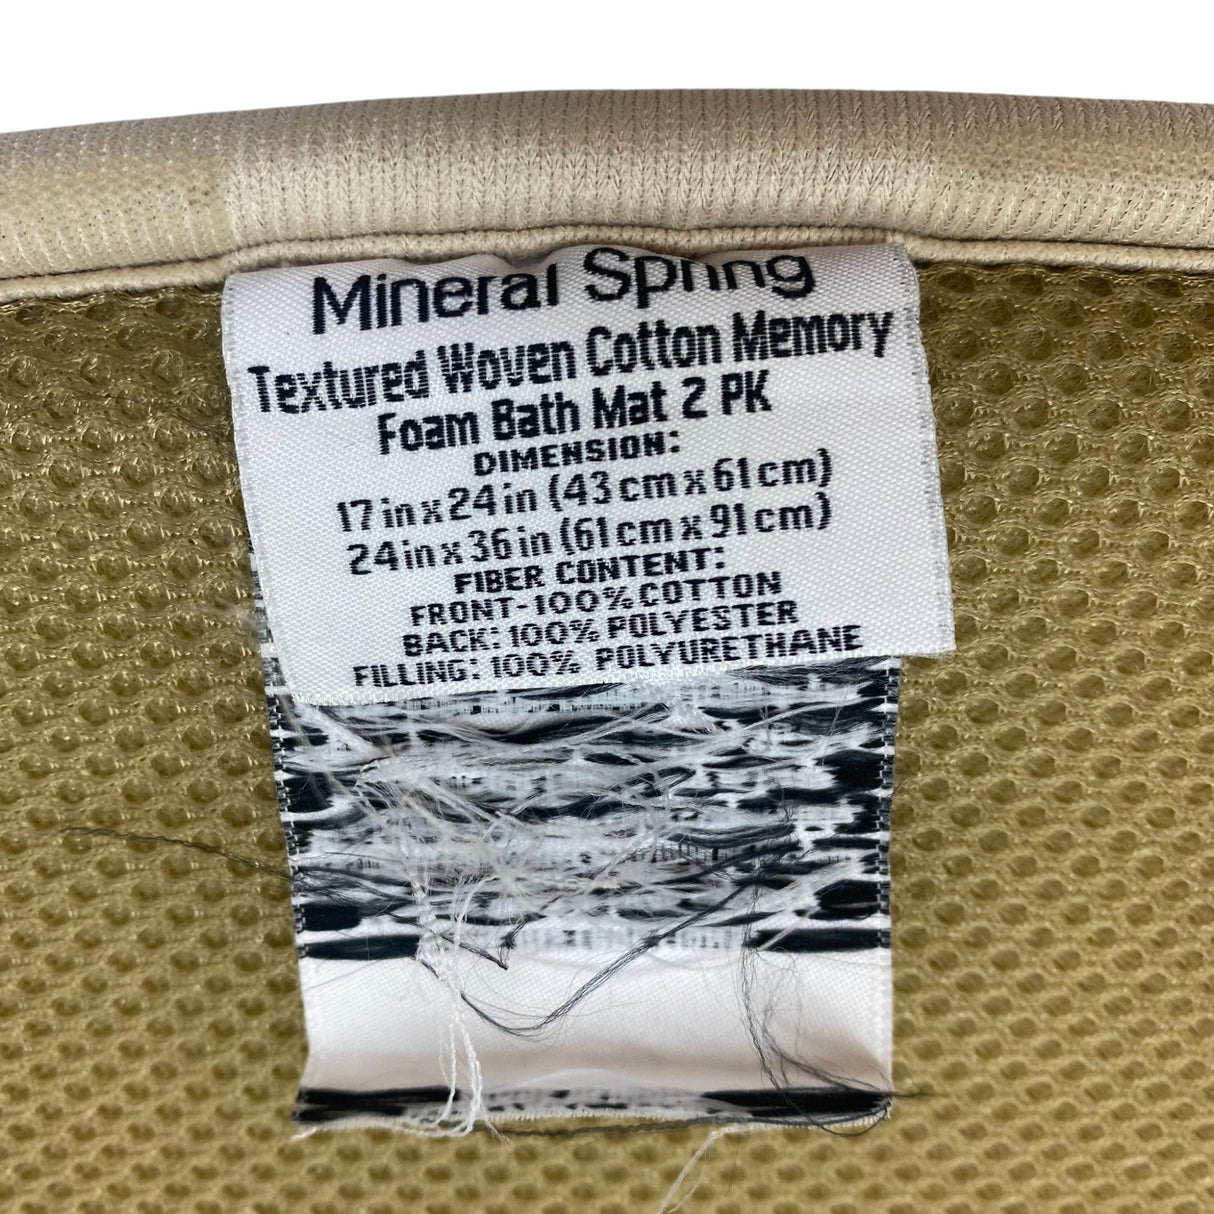 Mineral Spring
Textured Woven Cotton Memory
Foam Bath Mat 2 PK
DIMENSION:
17 in x 24 in (43 cm x 61 cm)
24 in x 36 in (61 cm x 91 cm)
FIBER CONTENT:
FRONT-100% COTTON
BACK: 100% POLYESTER
FILLING: 100% POLYURETHANE